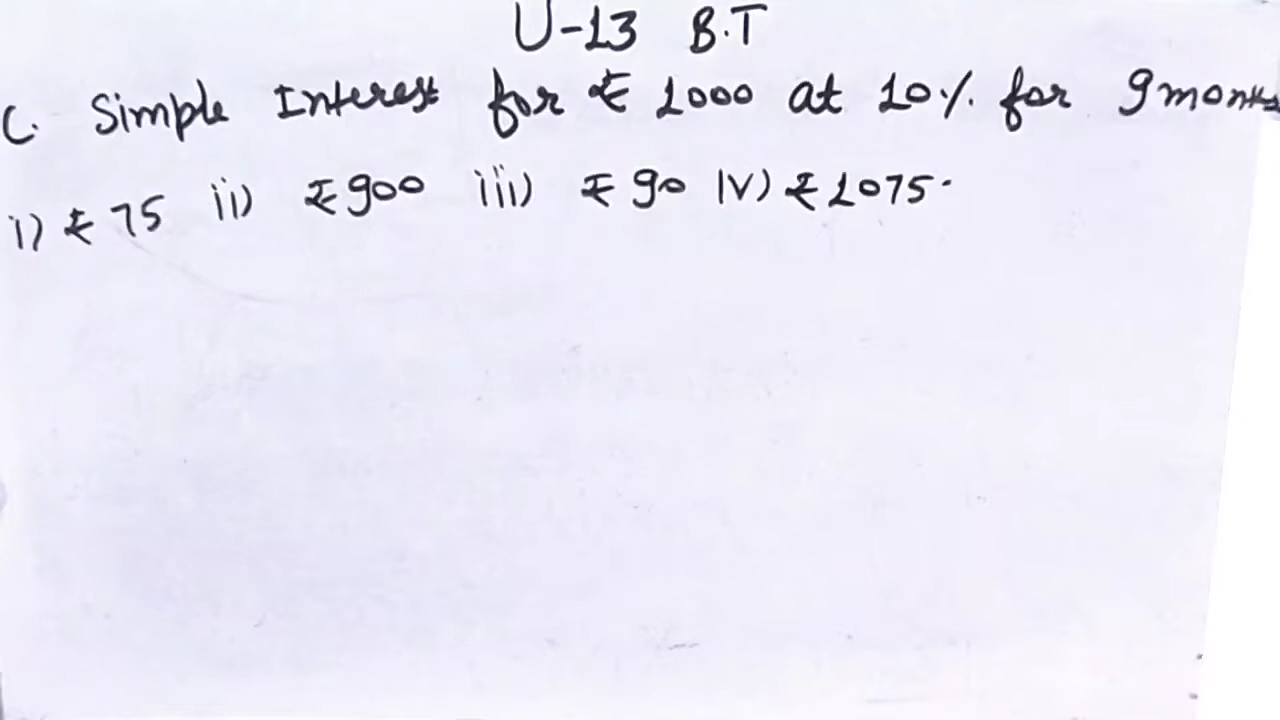 U-13 B.T
C. Simple Interest for ₹ 1000 at 10% for 9 months
i) ₹ 75 ii) ₹ 900 iii) ₹ 90 iv) ₹ 1075.